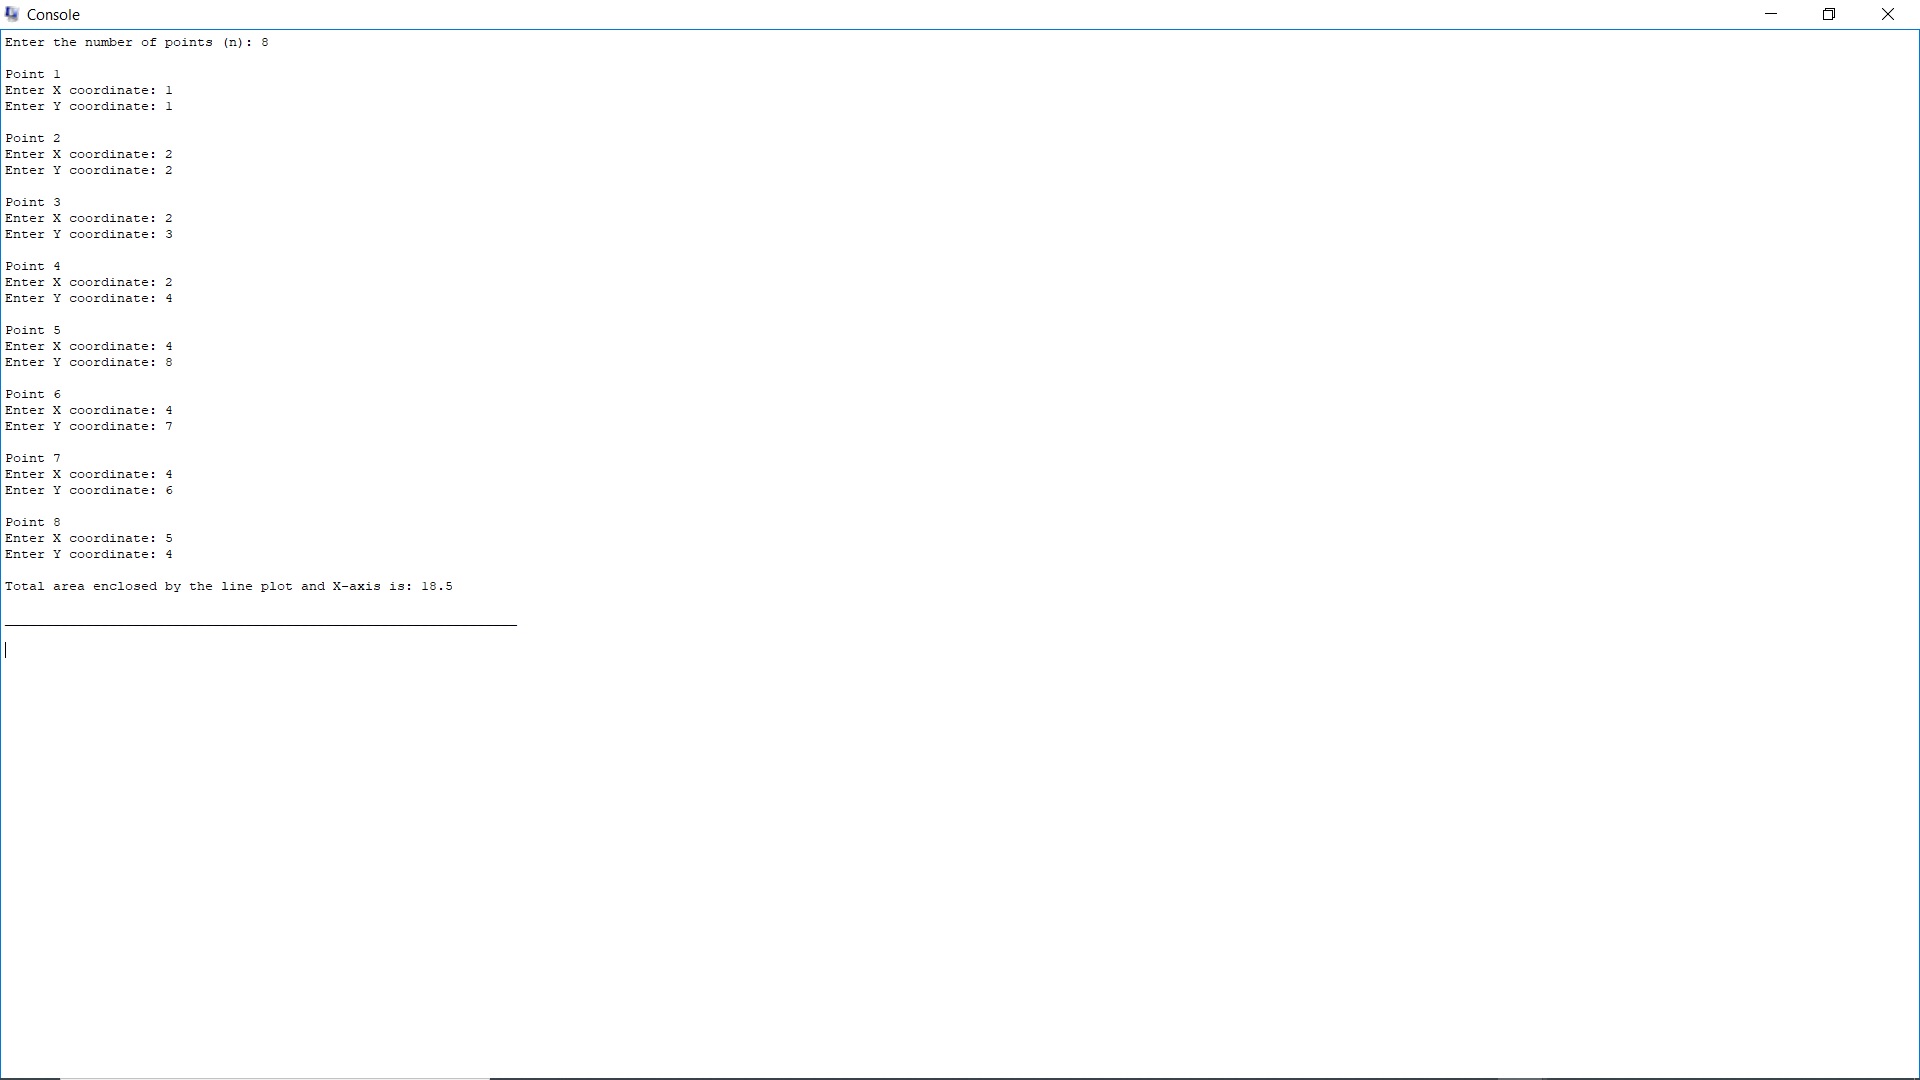 Console
Enter the number of points (n): 8
Point 1
Enter X coordinate: 1
Enter Y coordinate: 1
Point 2
Enter X coordinate: 2
Enter Y coordinate: 2
Point 3
Enter X coordinate: 2
Enter Y coordinate: 3
Point 4
Enter X coordinate: 2
Enter Y coordinate: 4
Point 5
Enter X coordinate: 4
Enter Y coordinate: 8
Point 6
Enter X coordinate: 4
Enter Y coordinate: 7
Point 7
Enter X coordinate: 4
Enter Y coordinate: 6
Point 8
Enter X coordinate: 5
Enter Y coordinate: 4
Total area enclosed by the line plot and X-axis is: 18.5